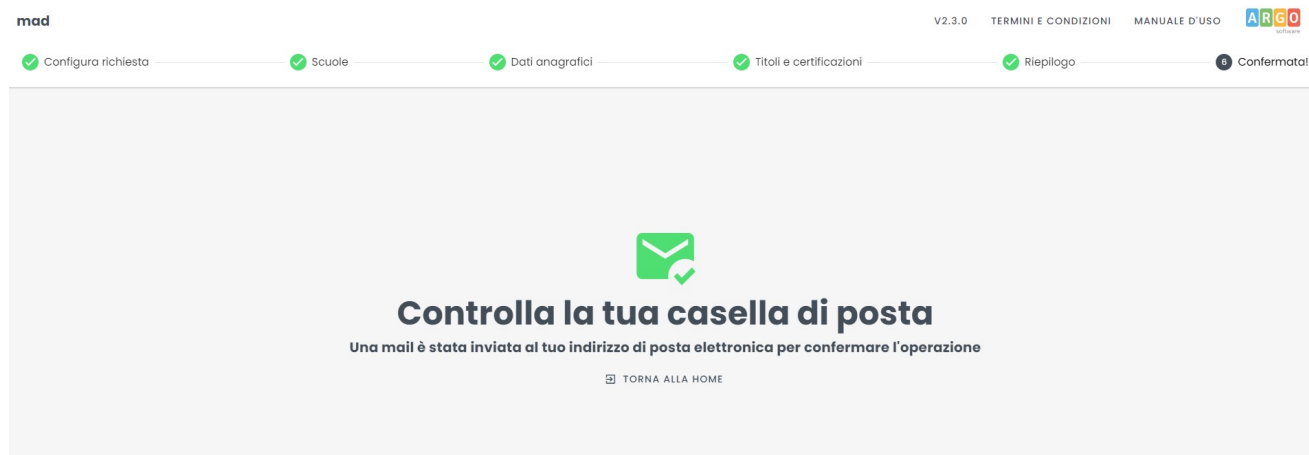 mad
V2.3.0 TERMINI E CONDIZIONI MANUALE D'USO ARGO
software
Configura richiesta Scuole Dati anagrafici Titoli e certificazioni Riepilogo 6 Confermata!
Controlla la tua casella di posta
Una mail è stata inviata al tuo indirizzo di posta elettronica per confermare l'operazione
TORNA ALLA HOME